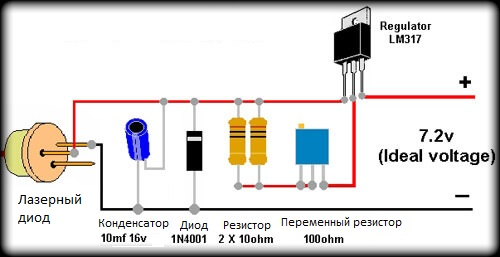 Regulator
LM317
+
7.2v
(Ideal voltage)
–
Лазерный
диод
Конденсатор
10mf 16v
Диод
1N4001
Резистор
2 X 10ohm
Переменный резистор
100ohm